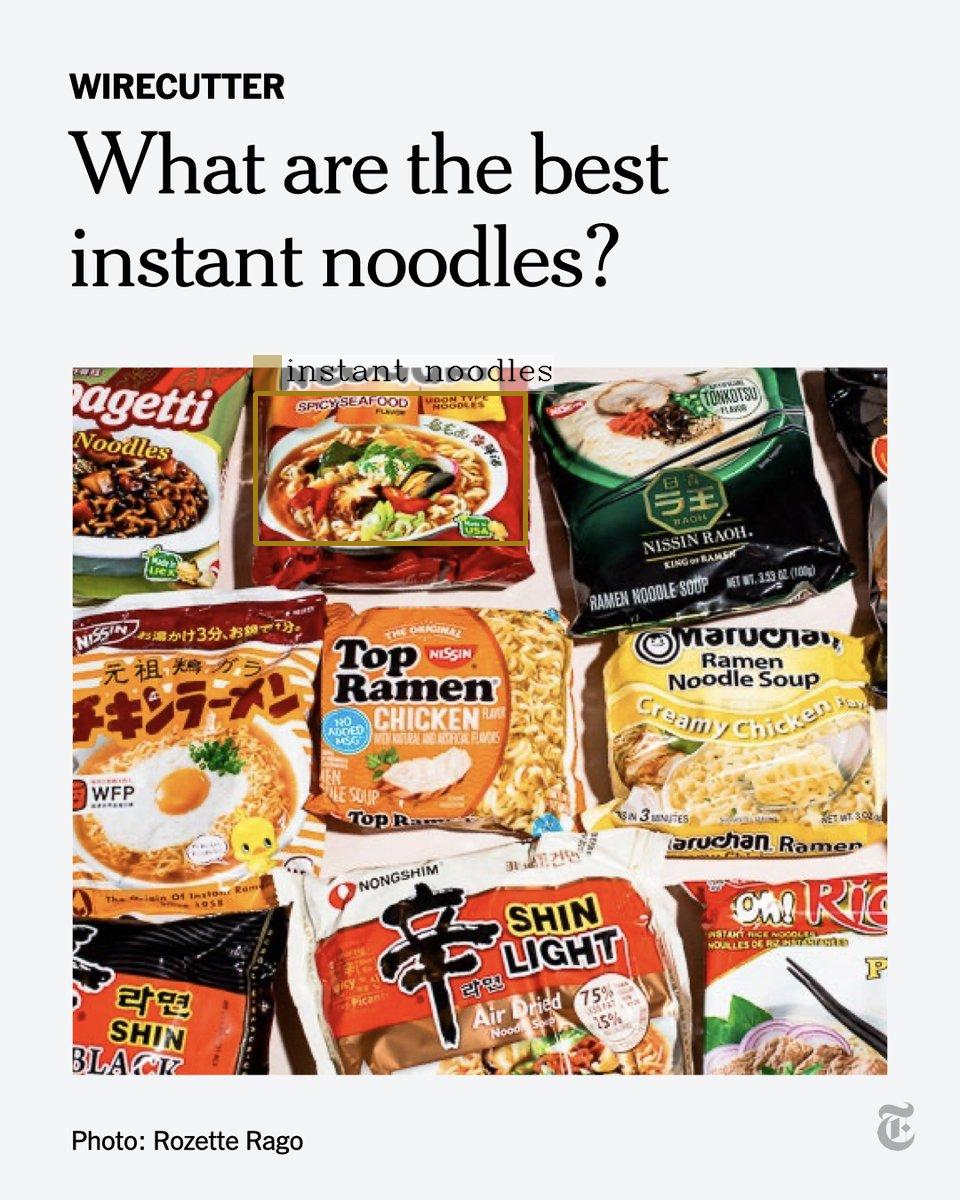 WIRECUTTER
What are the best
instant noodles?
instant noodles
pagetti
Noodles
SPICY SEAFOOD
FLAVOR
UDON TYPE
NOODLES
Made in
USA
TONKOTSU
FLAVOR
日清
ラ王
RAOH
NISSIN RAOH.
KING OF RAMEN
RAMEN NOODLE SOUP NET WT. 3.53 OZ. (100g)
NISSIN お湯かけ3分、お鍋で1分。
元祖鶏ガラ
チキンラーメン
WFP
The Origin Of Instant Ramen
Since 1958
THE ORIGINAL
NISSIN
Top
Ramen
CHICKEN FLAVOR
WITH NATURAL AND ARTIFICIAL FLAVORS
NO
ADDED
MSG
LE SOUP
Top Ra
Maruchan
Ramen
Noodle Soup
Creamy Chicken Flavor
IN 3 MINUTES
NET WT. 3 OZ
aruchan. Ramen
NONGSHIM
辛
SHIN
LIGHT
라면
Air Dried
Noodle Soup
75%
15%
라면
SHIN
BLACK
Oh! Ric
INSTANT RICE NOODLES
NOUILLES DE RIZ INSTANTANÉES
P
Photo: Rozette Rago